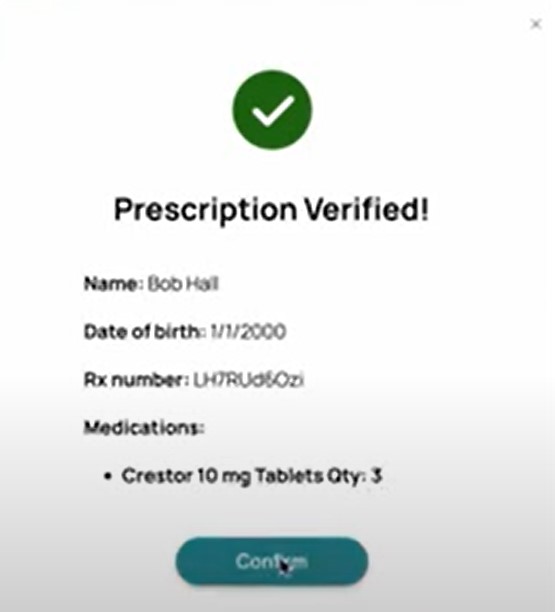 Prescription Verified!
Name: Bob Hall
Date of birth: 1/1/2000
Rx number: LH7RUd6Ozi
Medications:
• Crestor 10 mg Tablets Qty: 3
Confirm